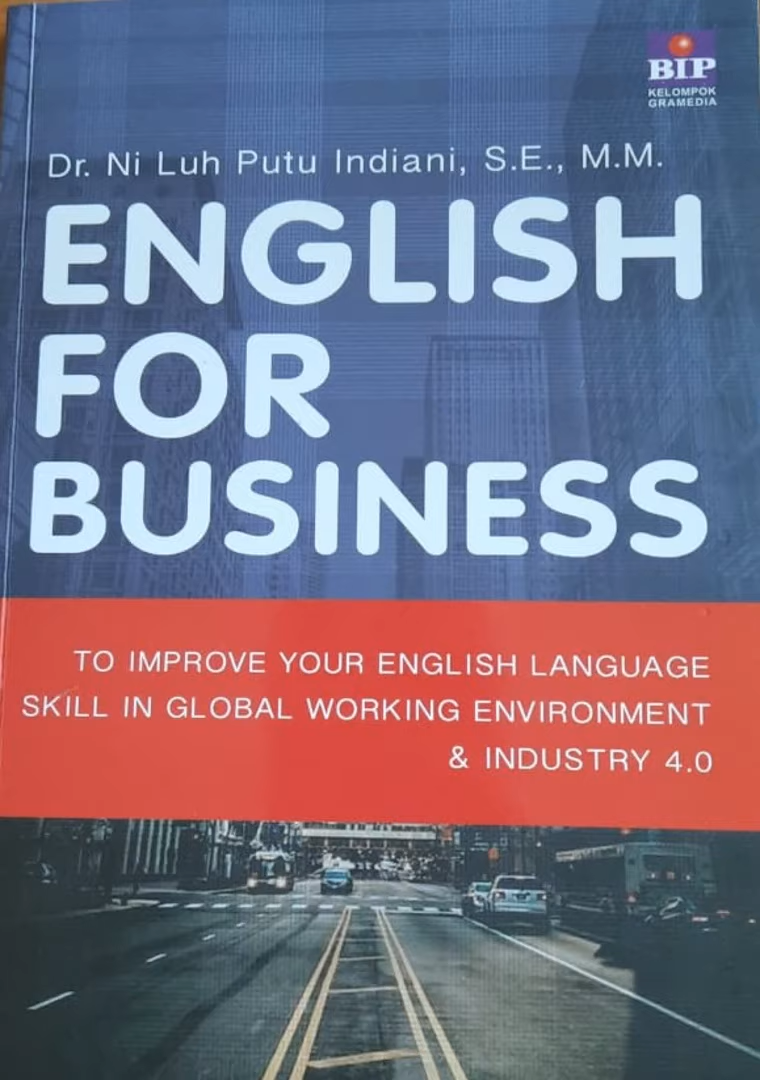 BIP
KELOMPOK
GRAMEDIA
Dr. Ni Luh Putu Indiani, S.E., M.M.
ENGLISH
FOR
BUSINESS
TO IMPROVE YOUR ENGLISH LANGUAGE
SKILL IN GLOBAL WORKING ENVIRONMENT
& INDUSTRY 4.0